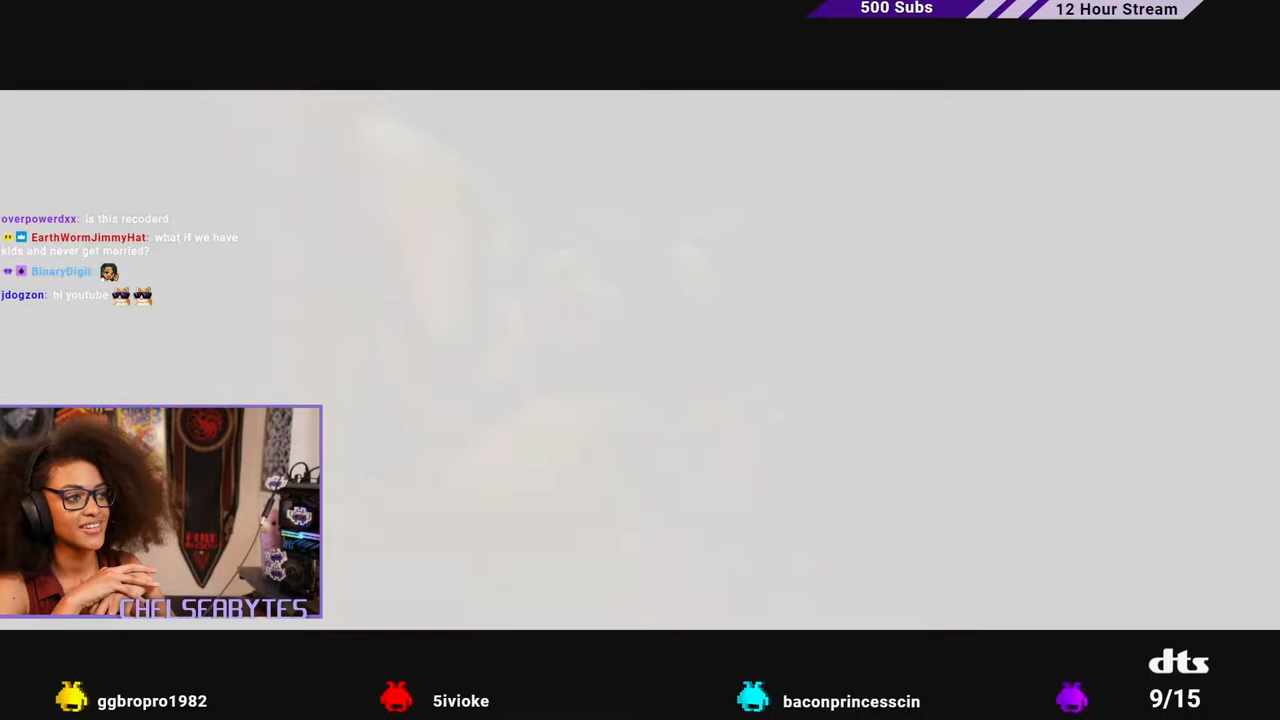 500 Subs
12 Hour Stream
overpowerdxx: is this recoderd
EarthWormJimmyHat: what if we have
kids and never get married?
BinaryDigit:
jdogzon: hi youtube
CHELSEABYTES
dts
ggbropro1982
5ivioke
baconprincesscin
9/15